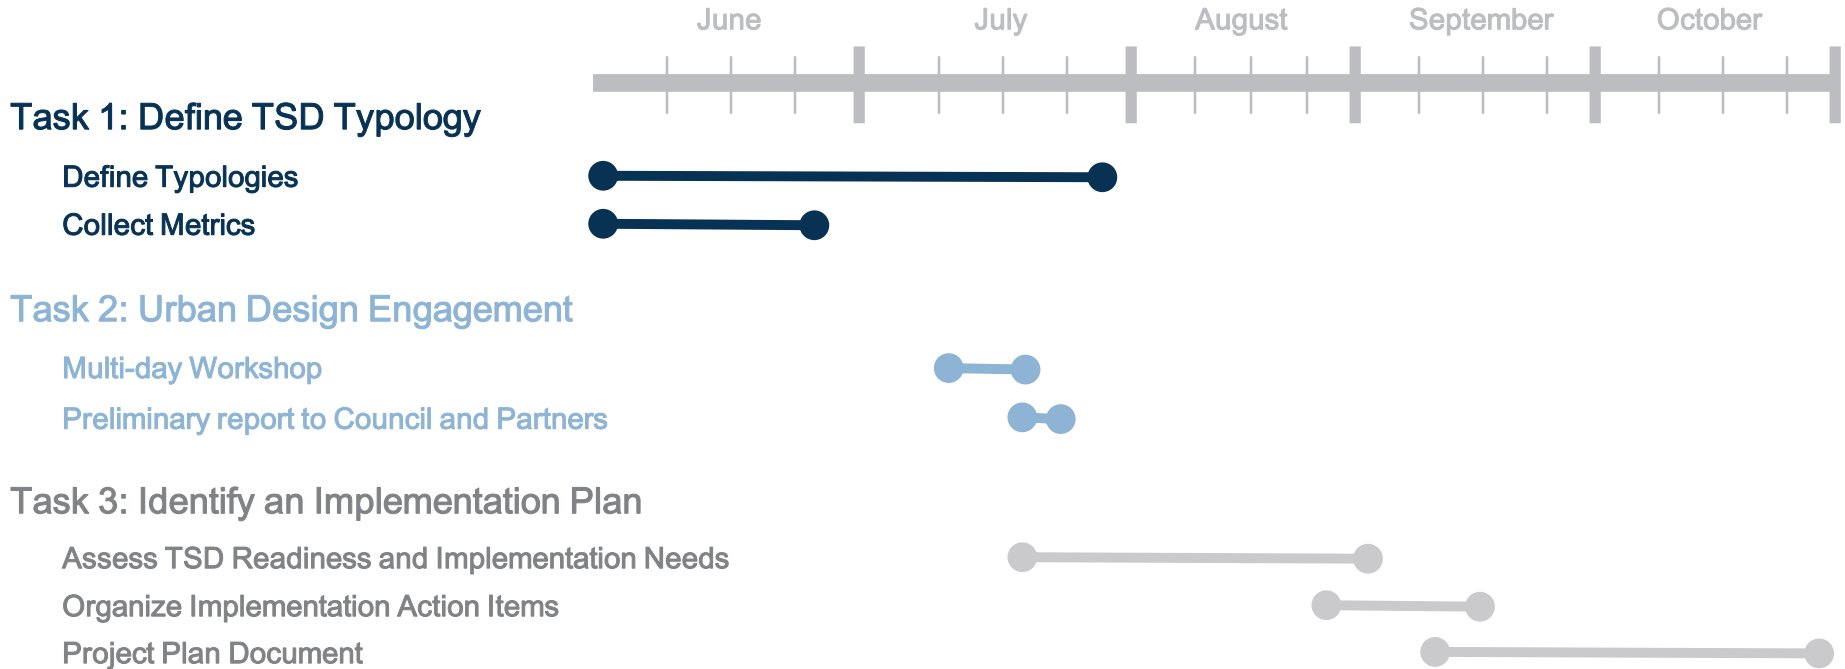 June July August September October
Task 1: Define TSD Typology
Define Typologies
Collect Metrics
Task 2: Urban Design Engagement
Multi-day Workshop
Preliminary report to Council and Partners
Task 3: Identify an Implementation Plan
Assess TSD Readiness and Implementation Needs
Organize Implementation Action Items
Project Plan Document